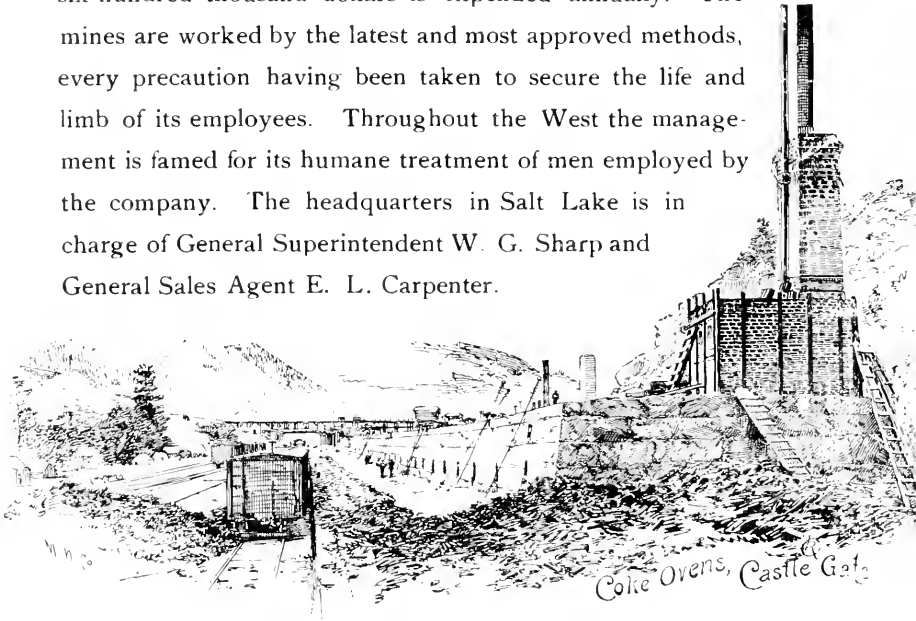 mines are worked by the latest and most approved methods,
every precaution having been taken to secure the life and
limb of its employees. Throughout the West the manage-
ment is famed for its humane treatment of men employed by
the company. The headquarters in Salt Lake is in
charge of General Superintendent W. G. Sharp and
General Sales Agent E. L. Carpenter.
Coke Ovens, Castle Gate